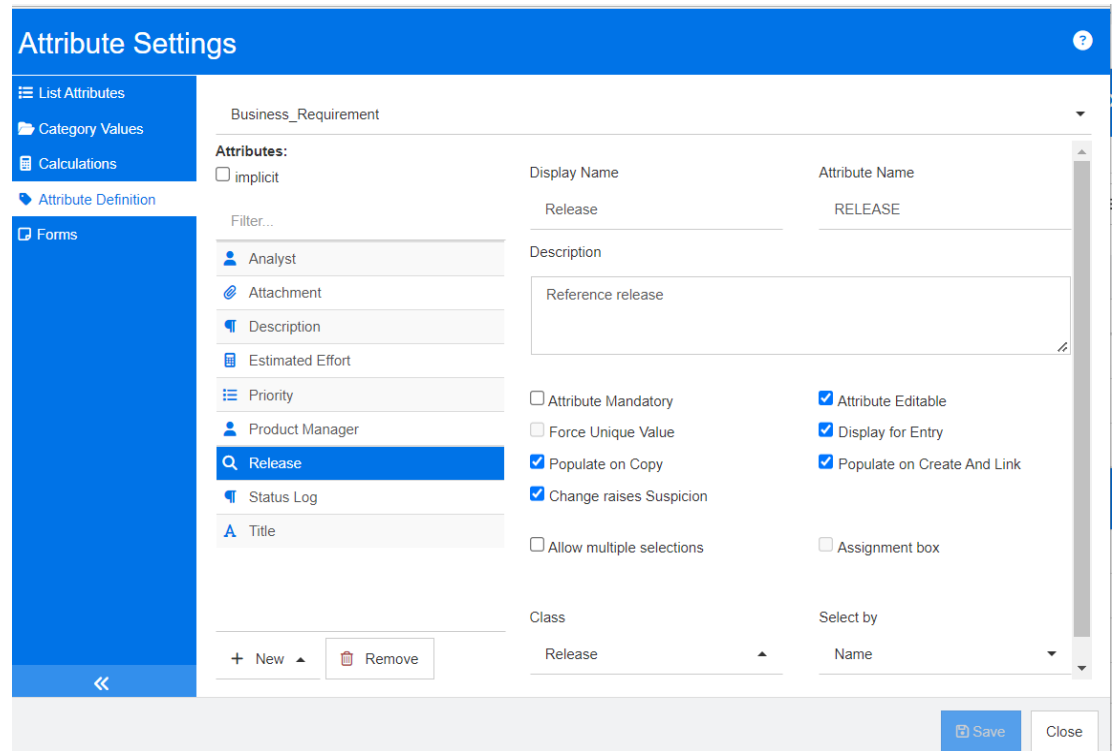 Attribute Settings
?
List Attributes
Category Values
Calculations
Attribute Definition
Forms
Business_Requirement
Attributes:
implicit
Filter...
Analyst
Attachment
Description
Estimated Effort
Priority
Product Manager
Release
Status Log
Title
+ New
Remove
Display Name
Attribute Name
Release
RELEASE
Description
Reference release
Attribute Mandatory
Attribute Editable
Force Unique Value
Display for Entry
Populate on Copy
Populate on Create And Link
Change raises Suspicion
Allow multiple selections
Assignment box
Class
Select by
Release
Name
Save
Close